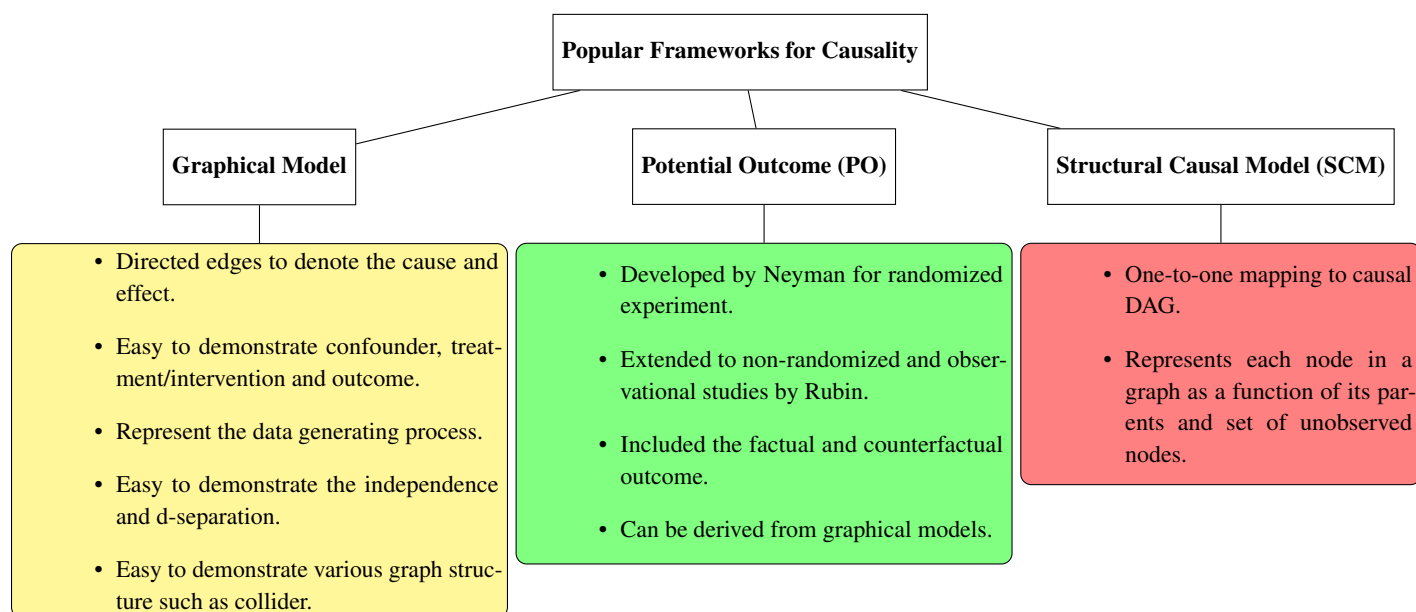 Popular Frameworks for Causality
Graphical Model
Potential Outcome (PO)
Structural Causal Model (SCM)
• Directed edges to denote the cause and
effect.
• Easy to demonstrate confounder, treat-
ment/intervention and outcome.
• Represent the data generating process.
• Easy to demonstrate the independence
and d-separation.
• Easy to demonstrate various graph struc-
ture such as collider.
• Developed by Neyman for randomized
experiment.
• Extended to non-randomized and obser-
vational studies by Rubin.
• Included the factual and counterfactual
outcome.
• Can be derived from graphical models.
• One-to-one mapping to causal
DAG.
• Represents each node in a
graph as a function of its par-
ents and set of unobserved
nodes.